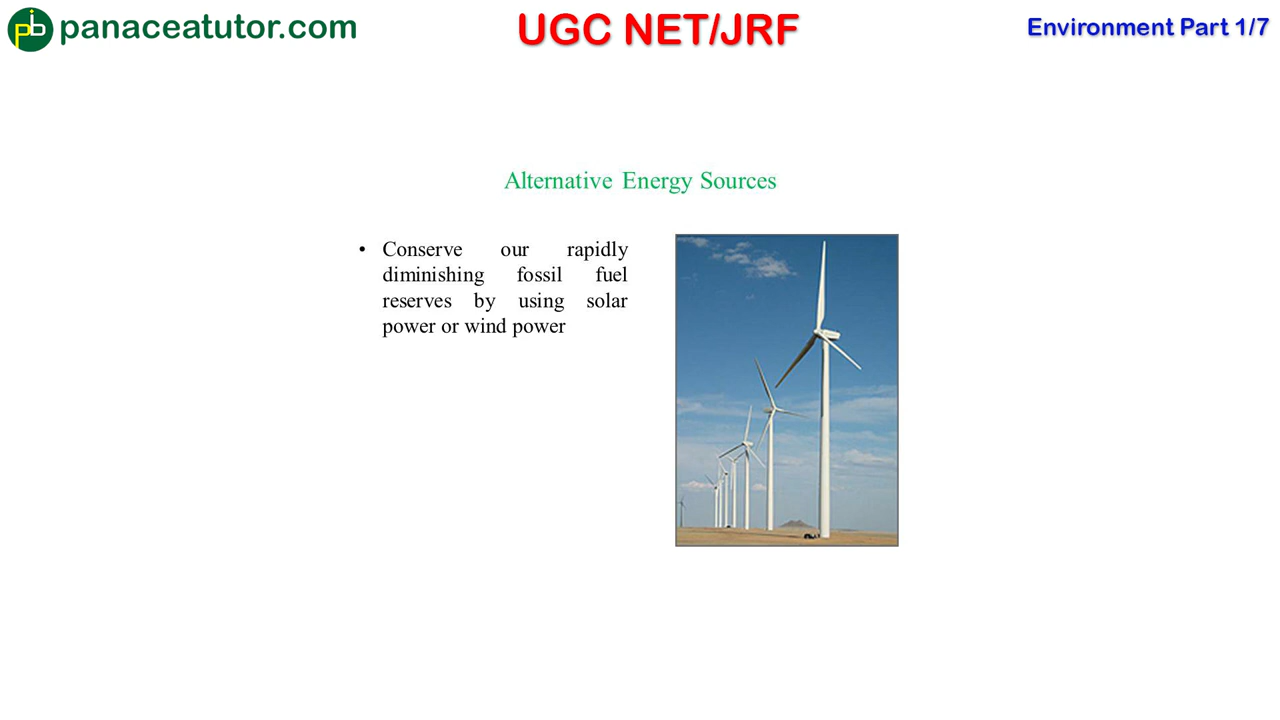 panaceatutor.com
UGC NET/JRF
Environment Part 1/7
Alternative Energy Sources
• Conserve our rapidly
diminishing fossil fuel
reserves by using solar
power or wind power